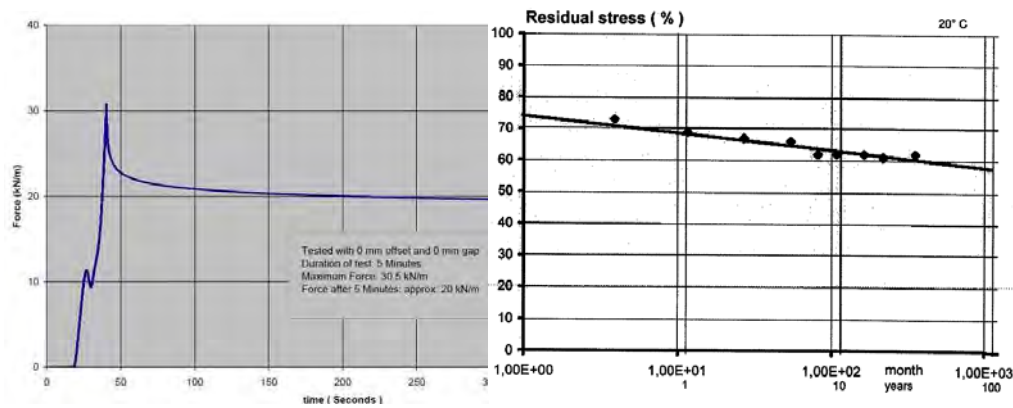 40
30
20
10
0
Force (kN/m)
Tested with 0 mm offset and 0 mm gap
Duration of test: 5 Minutes
Maximum Force: 30.5 kN/m
Force after 5 Minutes: approx. 20 kN/m
0 50 100 150 200 250 3
time ( Seconds )
Residual stress ( % )
20° C
100
90
80
70
60
50
40
30
20
10
0
1,00E+00 1,00E+01 1,00E+02 month 1,00E+03
1 10 years 100